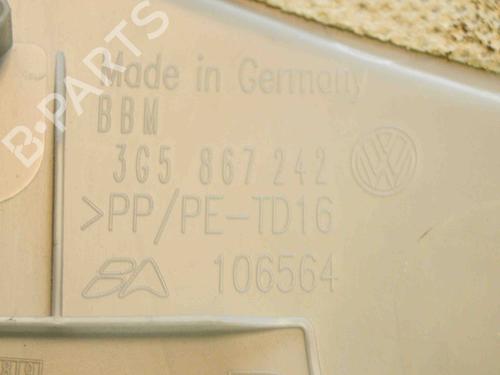 B-PARTS
Made in Germany
BBM
3G5 867 242
>PP/PE-TD16
106564